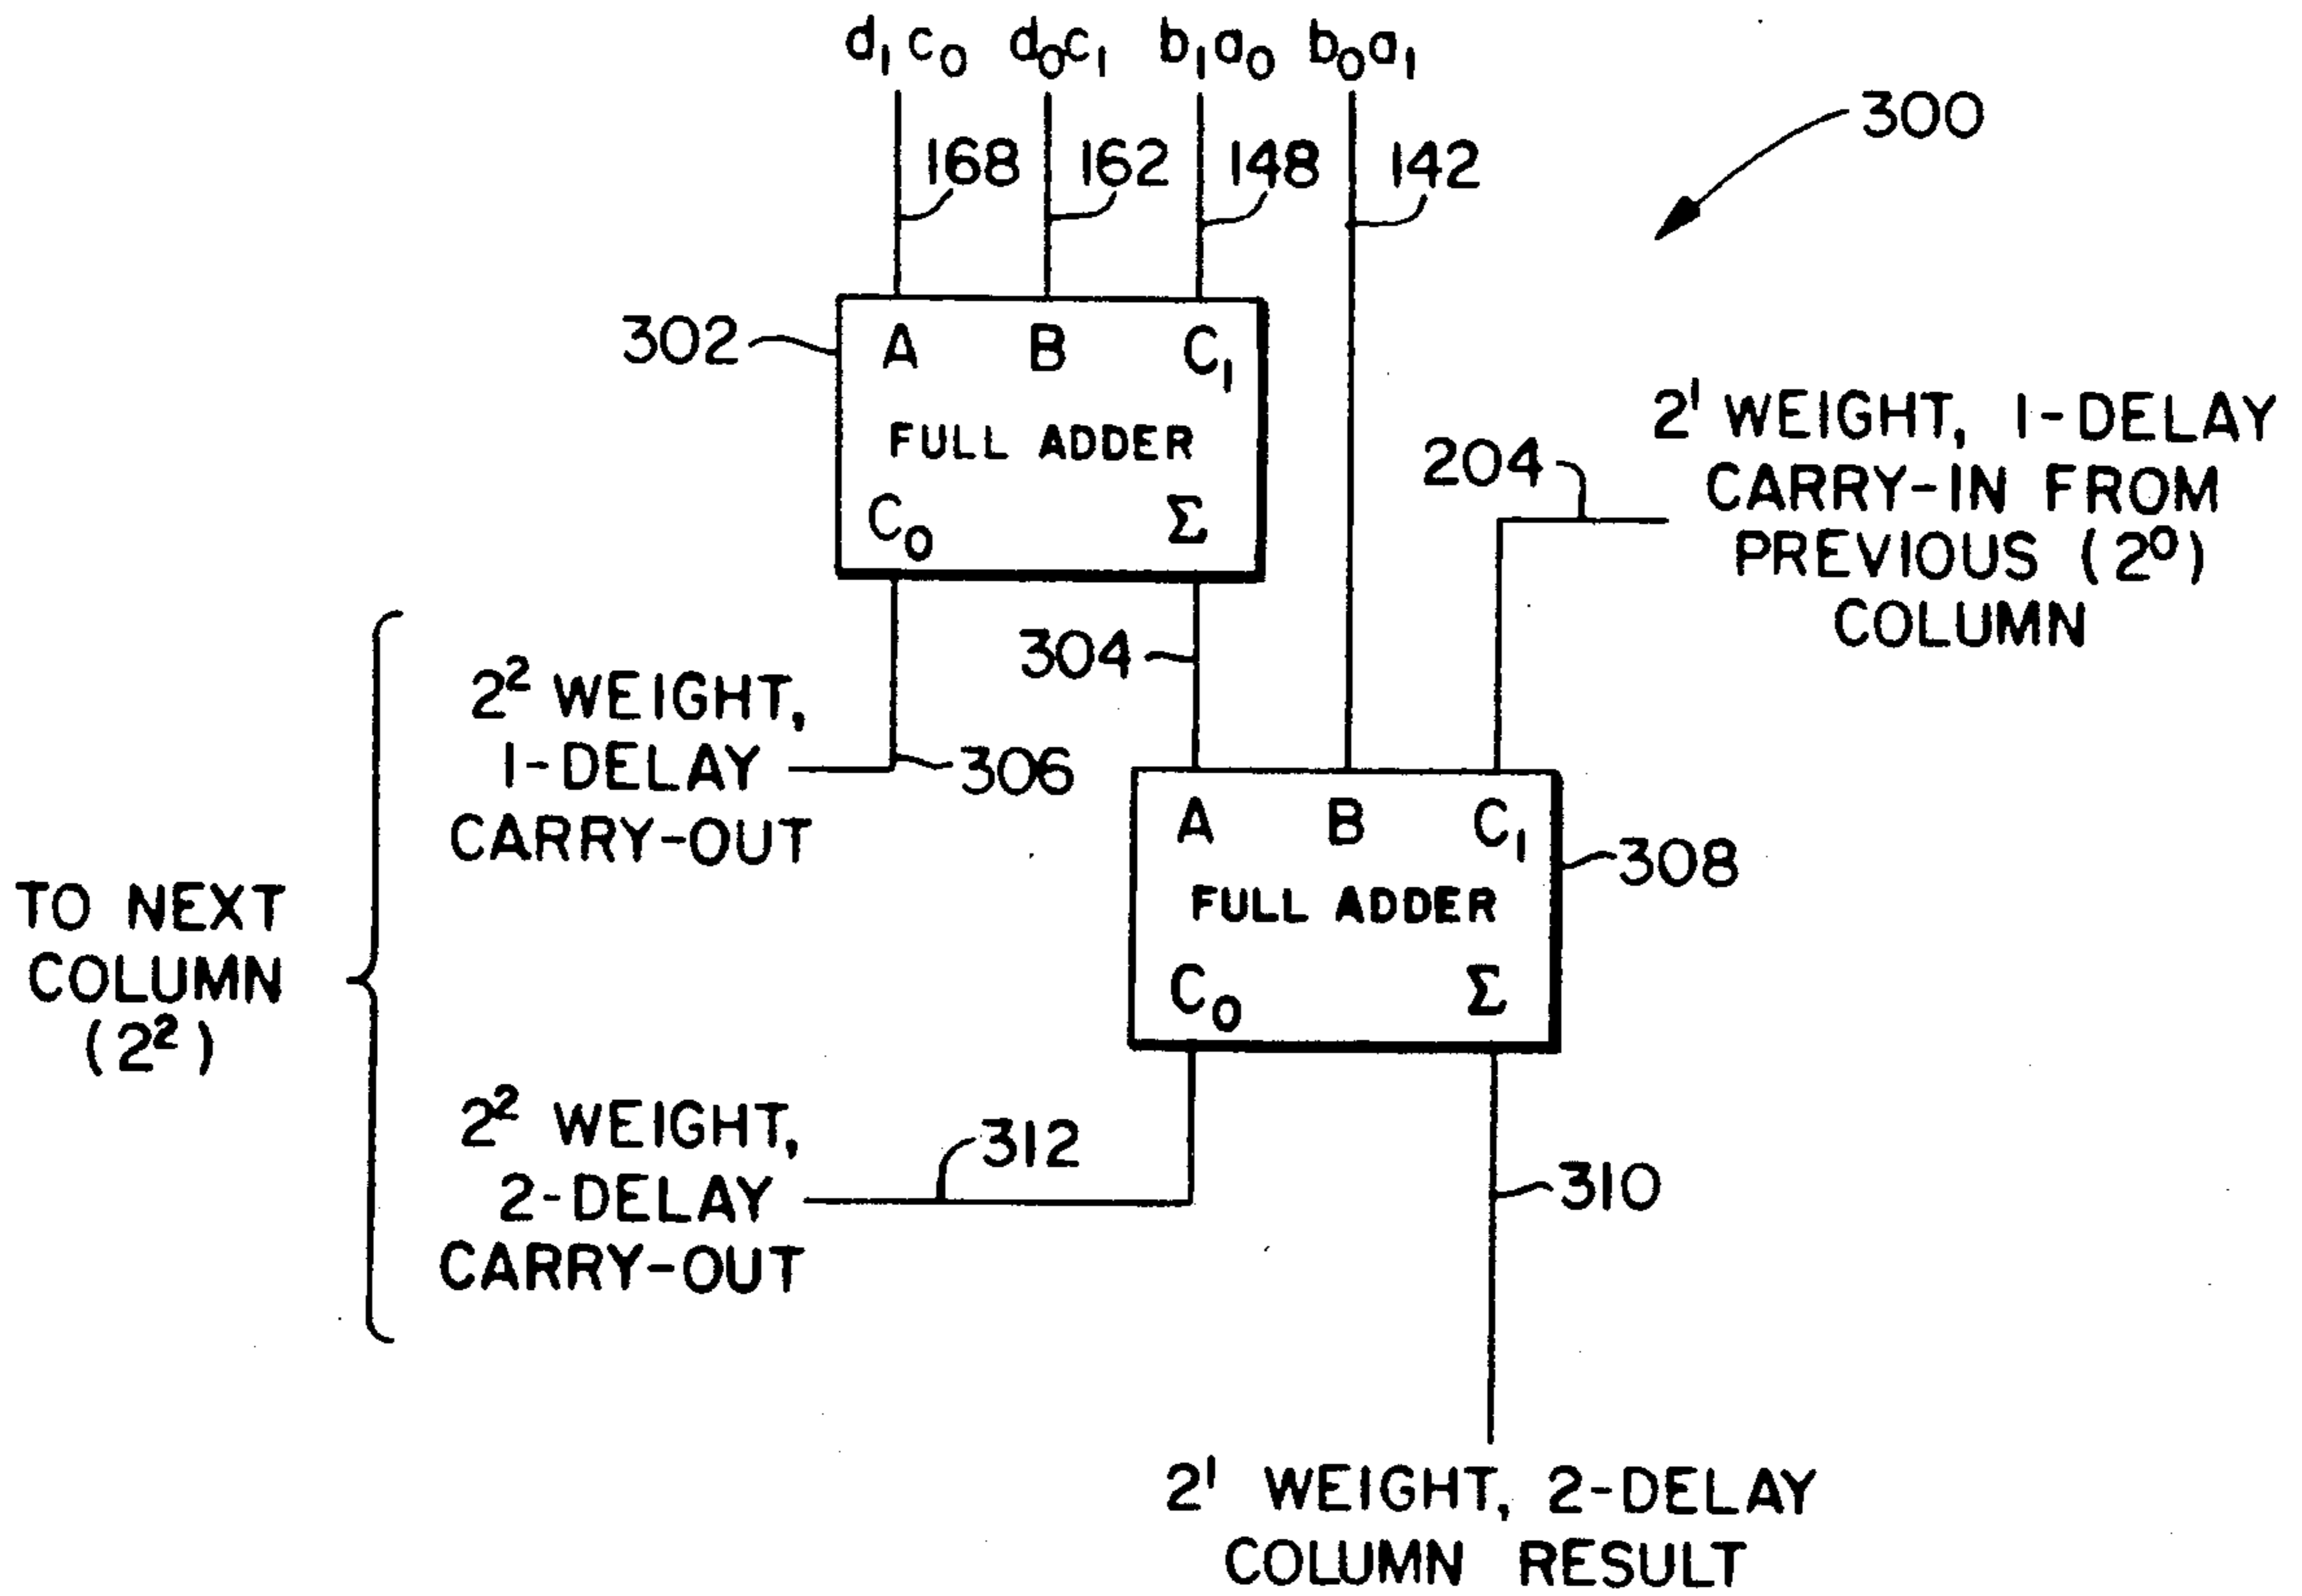 d₁c₀ d₀c₁ b₁a₀ b₀a₁
300
168 162 148 142
302
A B C₁
FULL ADDER
C₀ Σ
204
2¹ WEIGHT, 1-DELAY
CARRY-IN FROM
PREVIOUS (2⁰)
COLUMN
304
2² WEIGHT,
1-DELAY
CARRY-OUT
306
A B C₁
FULL ADDER
C₀ Σ
308
TO NEXT
COLUMN
(2²)
2² WEIGHT,
2-DELAY
CARRY-OUT
312
310
2¹ WEIGHT, 2-DELAY
COLUMN RESULT